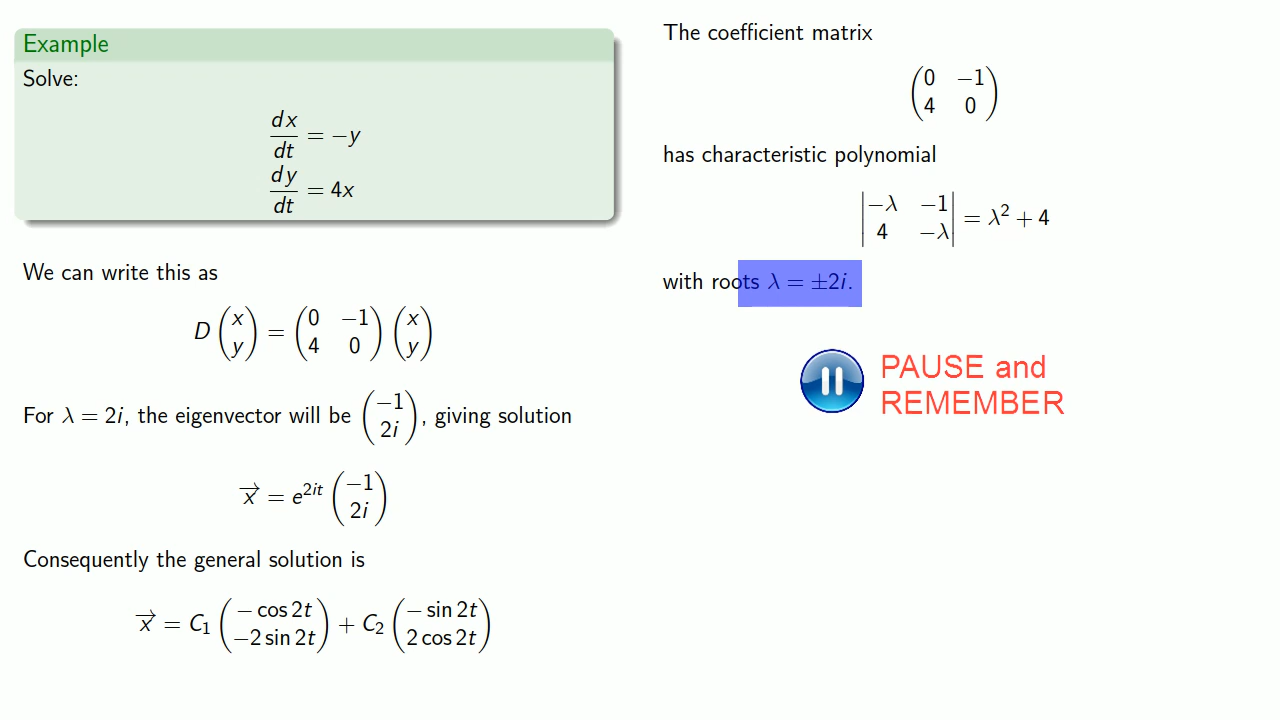 Example
Solve:
dx/dt = −y
dy/dt = 4x
We can write this as
D (x y) = (0 −1 4 0) (x y)
For λ = 2i, the eigenvector will be (−1 2i), giving solution
x⃗ = e^{2it} (−1 2i)
Consequently the general solution is
x⃗ = C₁ (− cos 2t −2 sin 2t) + C₂ (− sin 2t 2 cos 2t)
The coefficient matrix
(0 −1 4 0)
has characteristic polynomial
|−λ −1 4 −λ| = λ² + 4
with roots λ = ±2i.
PAUSE and
REMEMBER